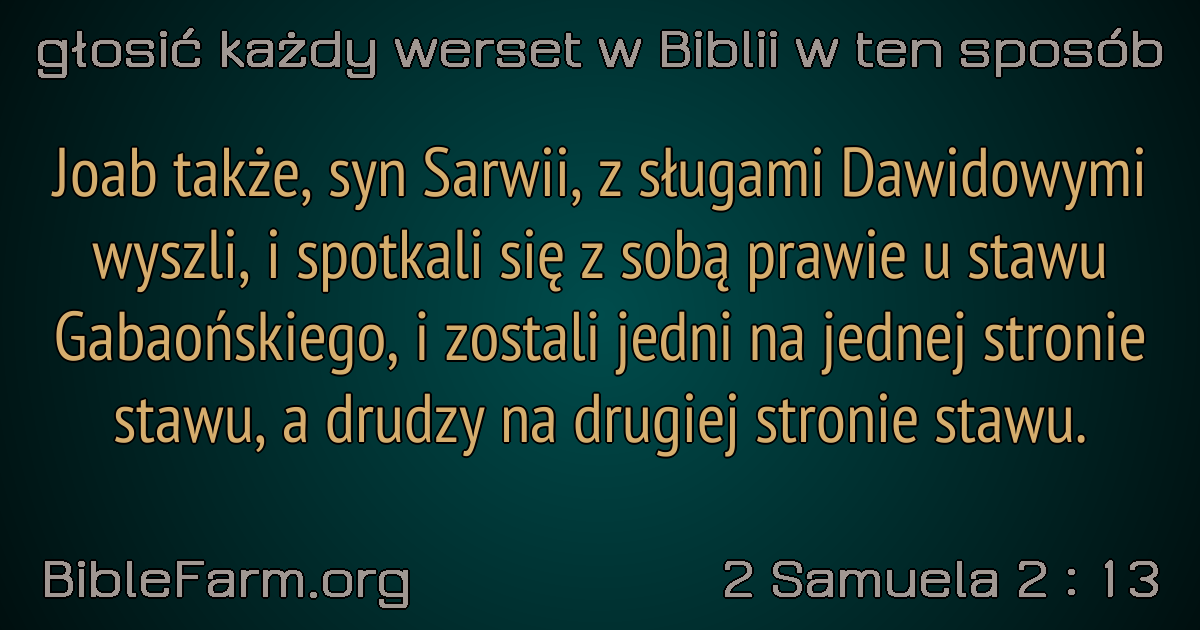 głosić każdy werset w Biblii w ten sposób
Joab także, syn Sarwii, z sługami Dawidowymi
wyszli, i spotkali się z sobą prawie u stawu
Gabaońskiego, i zostali jedni na jednej stronie
stawu, a drudzy na drugiej stronie stawu.
BibleFarm.org 2 Samuela 2 : 13